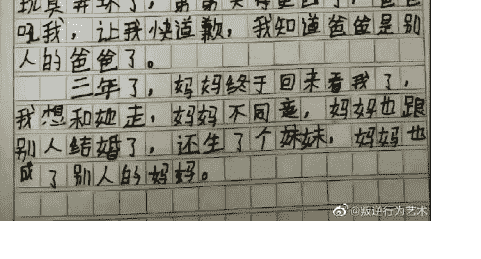 玩具弄坏了，弟弟哭
吼我，让我快道歉，我知道爸爸是别
人的爸爸了。
三年了，妈妈终于回来看我了，
我想和她走，妈妈不同意，妈妈也跟
别人结婚了，还生了个妹妹，妈妈也
成了别人的妈妈。
@叛逆行为艺术